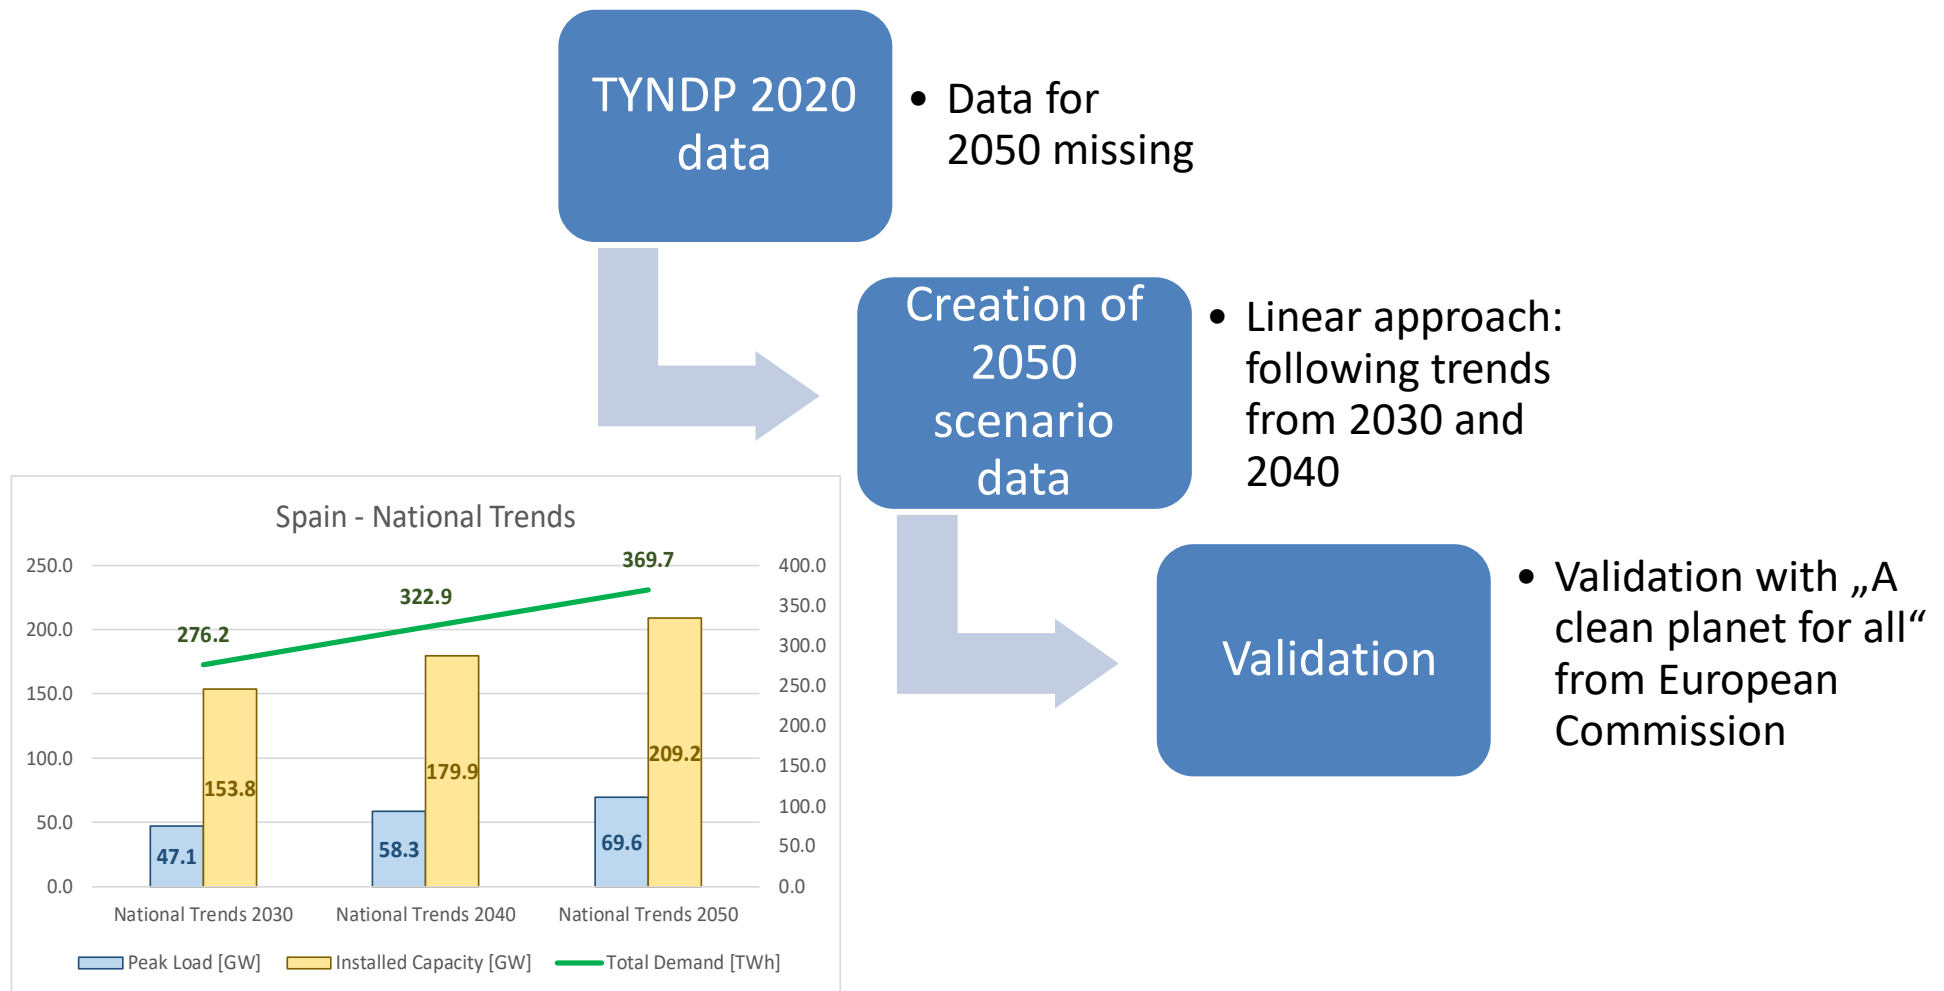 TYNDP 2020
data
• Data for
2050 missing
Creation of
2050
scenario
data
• Linear approach:
following trends
from 2030 and
2040
Validation
• Validation with „A
clean planet for all“
from European
Commission
Spain - National Trends
250.0
200.0
150.0
100.0
50.0
0.0
400.0
350.0
300.0
250.0
200.0
150.0
100.0
50.0
0.0
276.2
322.9
369.7
47.1
153.8
58.3
179.9
69.6
209.2
National Trends 2030
National Trends 2040
National Trends 2050
Peak Load [GW]
Installed Capacity [GW]
Total Demand [TWh]